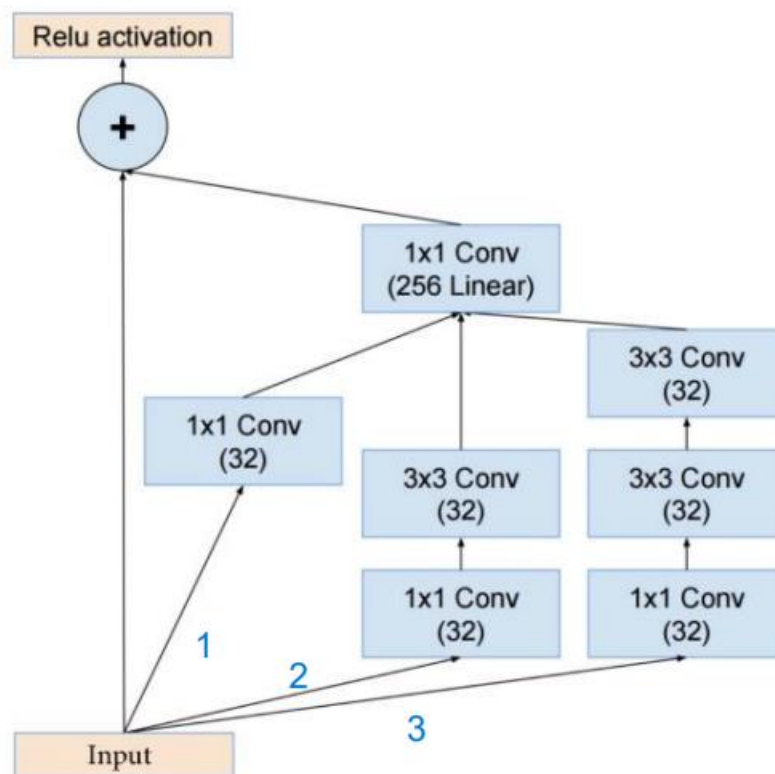 Relu activation
+
1x1 Conv
(256 Linear)
3x3 Conv
(32)
1x1 Conv
(32)
3x3 Conv
(32)
3x3 Conv
(32)
1x1 Conv
(32)
1x1 Conv
(32)
1
2
3
Input